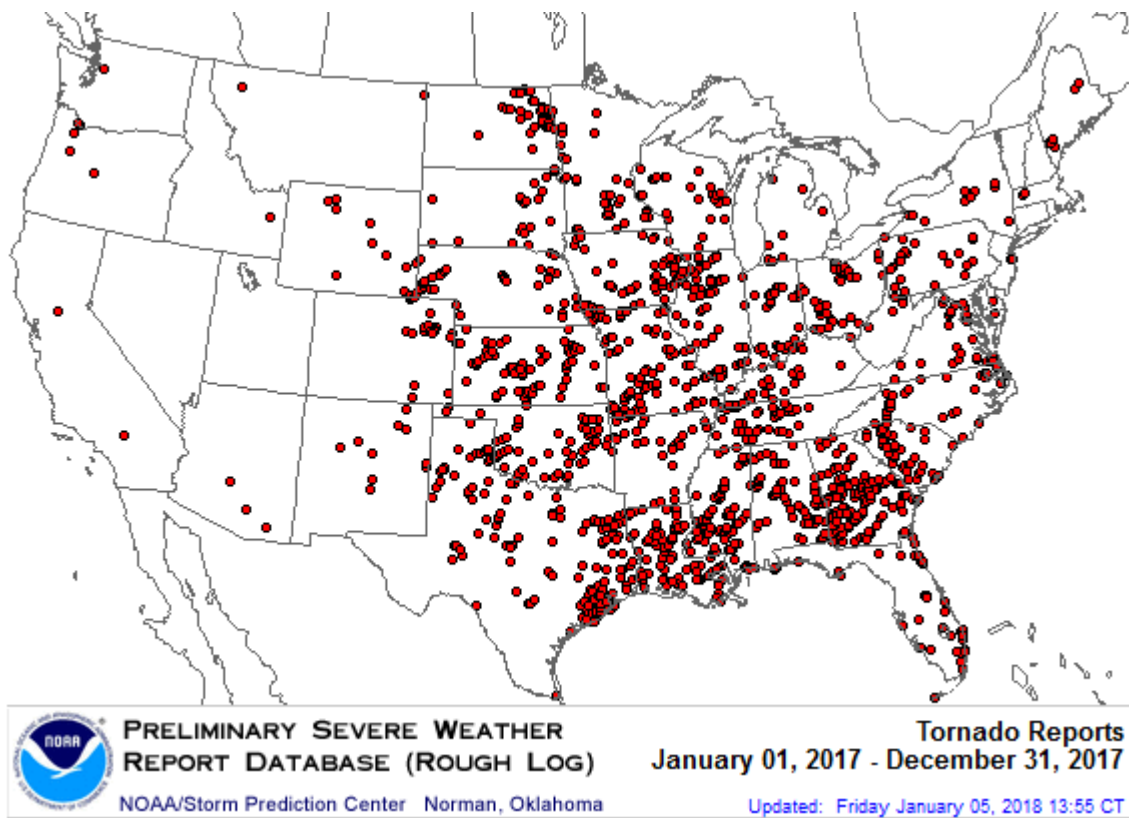 NOAA
PRELIMINARY SEVERE WEATHER
REPORT DATABASE (ROUGH LOG)
NOAA/Storm Prediction Center Norman, Oklahoma
Tornado Reports
January 01, 2017 - December 31, 2017
Updated: Friday January 05, 2018 13:55 CT